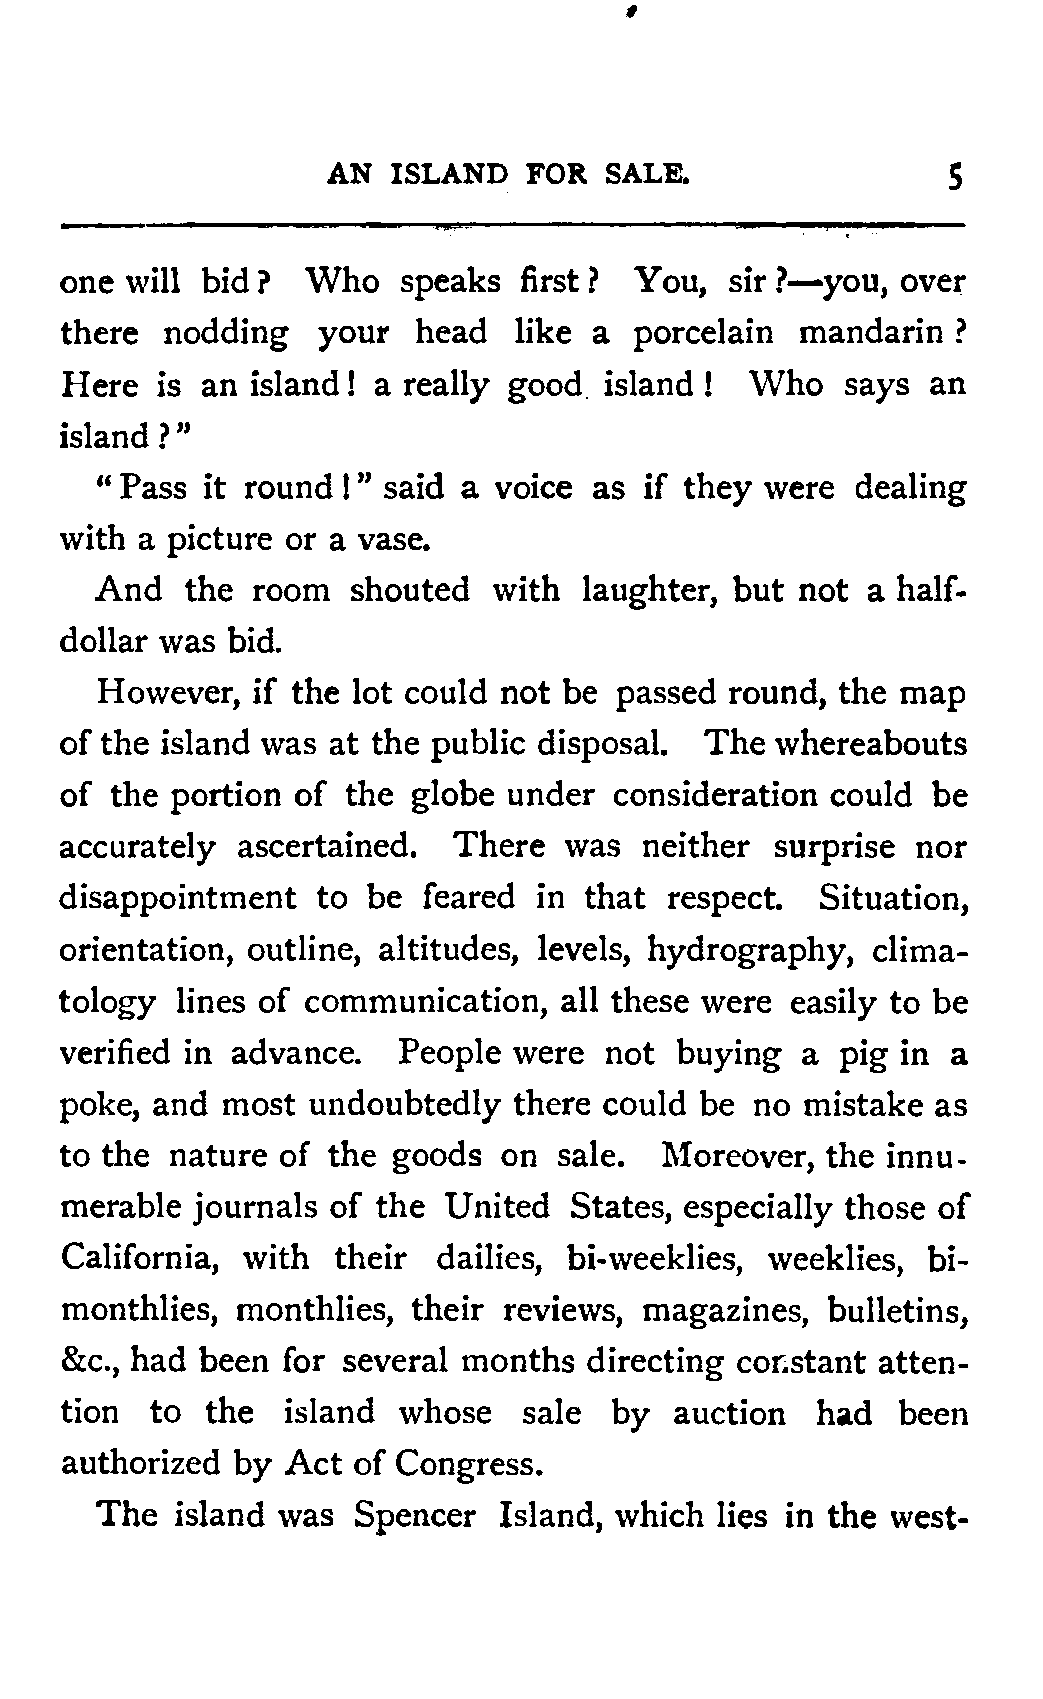 AN ISLAND FOR SALE. 5
one will bid? Who speaks first? You, sir?—you, over
there nodding your head like a porcelain mandarin?
Here is an island! a really good island! Who says an
island?"
"Pass it round!" said a voice as if they were dealing
with a picture or a vase.
And the room shouted with laughter, but not a half-
dollar was bid.
However, if the lot could not be passed round, the map
of the island was at the public disposal. The whereabouts
of the portion of the globe under consideration could be
accurately ascertained. There was neither surprise nor
disappointment to be feared in that respect. Situation,
orientation, outline, altitudes, levels, hydrography, clima-
tology lines of communication, all these were easily to be
verified in advance. People were not buying a pig in a
poke, and most undoubtedly there could be no mistake as
to the nature of the goods on sale. Moreover, the innu-
merable journals of the United States, especially those of
California, with their dailies, bi-weeklies, weeklies, bi-
monthlies, monthlies, their reviews, magazines, bulletins,
&c., had been for several months directing constant atten-
tion to the island whose sale by auction had been
authorized by Act of Congress.
The island was Spencer Island, which lies in the west-